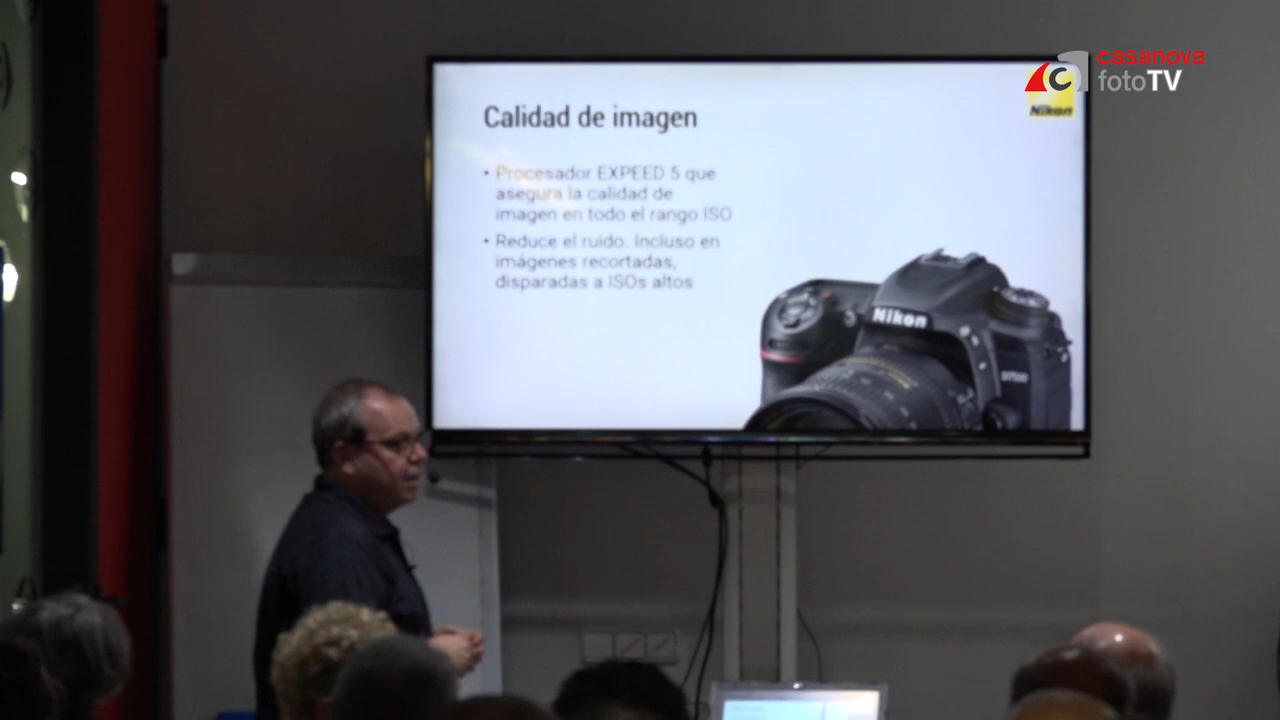 casanova
fotoTV
Nikon
Calidad de imagen
• Procesador EXPEED 5 que
asegura la calidad de
imagen en todo el rango ISO
• Reduce el ruido. Incluso en
imágenes recortadas,
disparadas a ISOs altos
Nikon
D7500